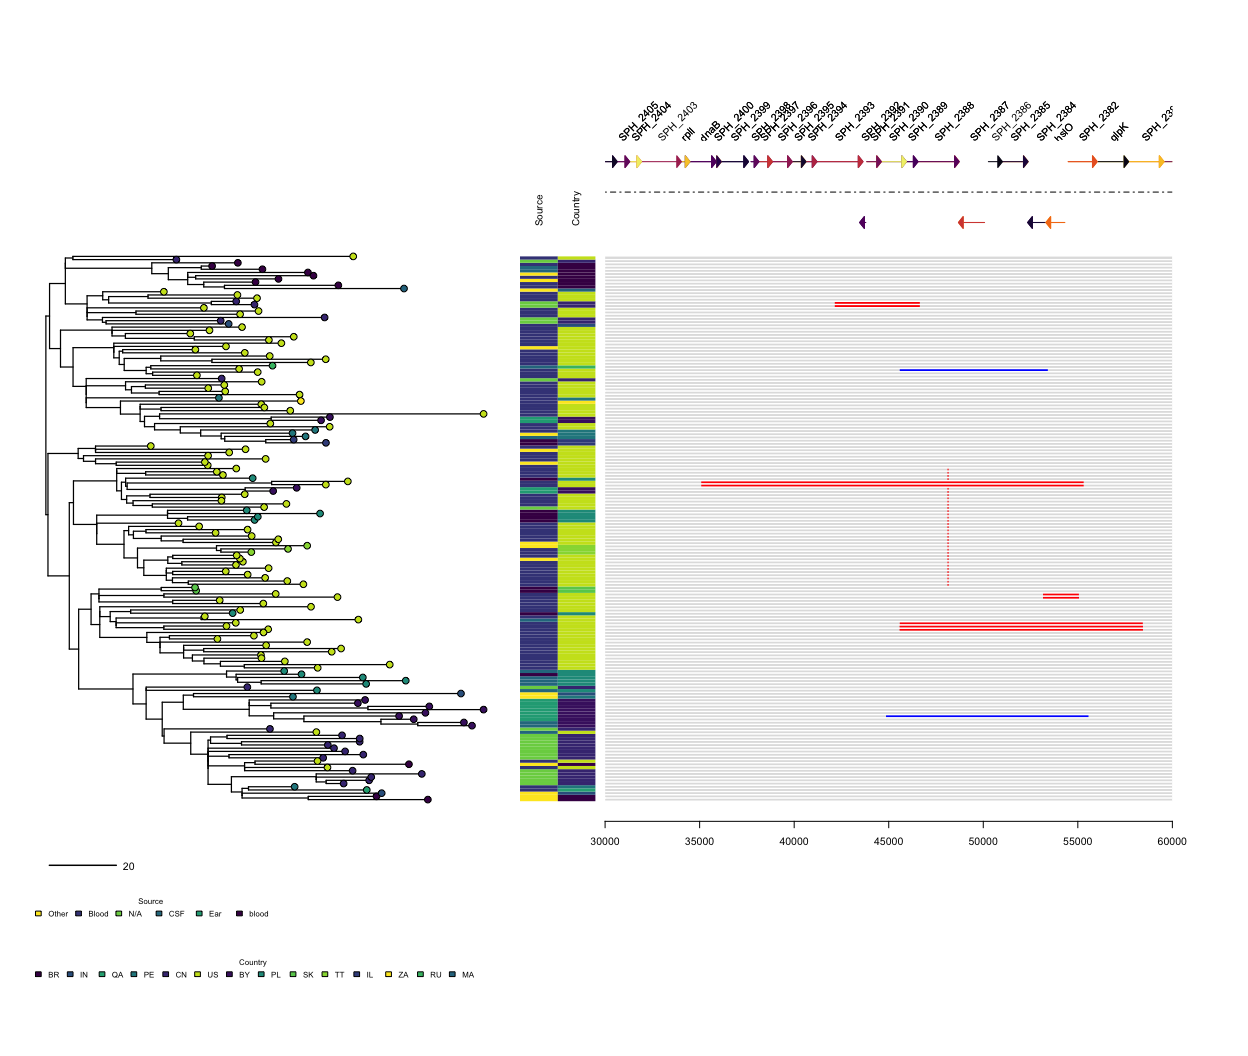 SPH_2405 SPH_2404 SPH_2403 rplI dnaB SPH_2400 SPH_2399 SPH_2398 SPH_2397 SPH_2396 SPH_2395 SPH_2394 SPH_2393 SPH_2392 SPH_2391 SPH_2390 SPH_2389 SPH_2388 SPH_2387 SPH_2386 SPH_2385 SPH_2384 hslO SPH_2382 glpK
Source Country
30000 35000 40000 45000 50000 55000 60000
20
Source
Other Blood N/A CSF Ear blood
Country
BR IN QA PE CN US BY PL SK TT IL ZA RU MA